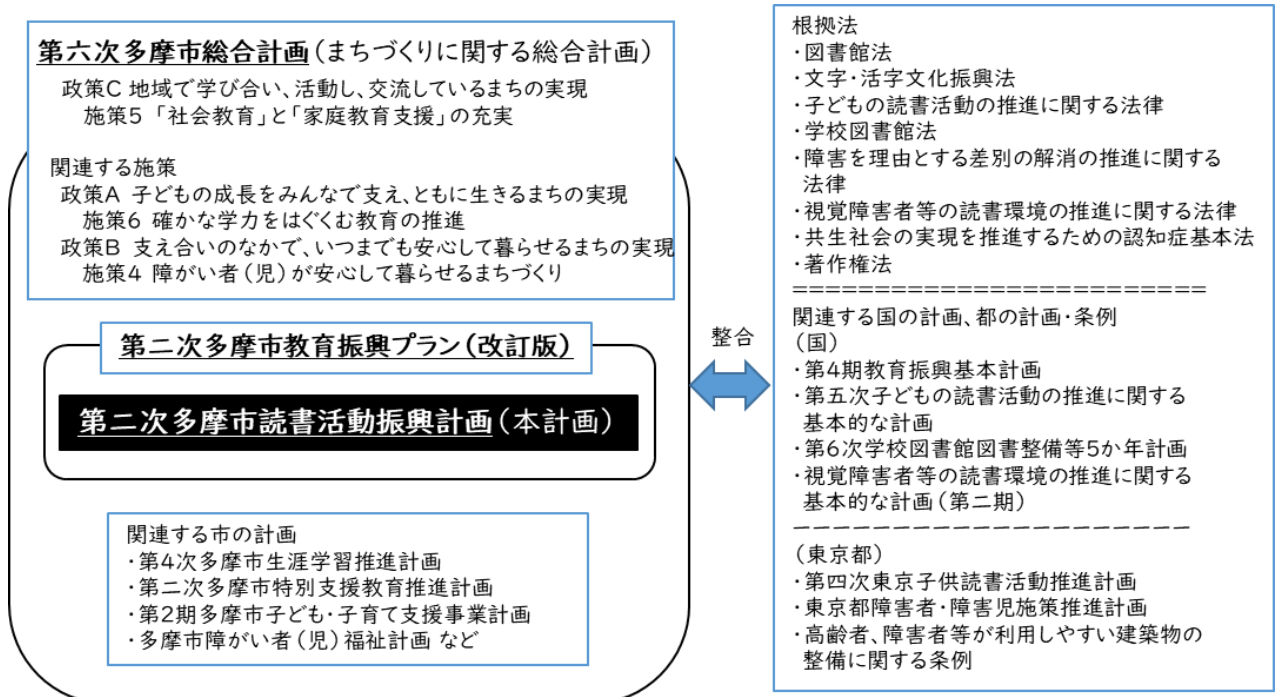 第六次多摩市総合計画(まちづくりに関する総合計画)
政策C 地域で学び合い、活動し、交流しているまちの実現
施策5 「社会教育」と「家庭教育支援」の充実
関連する施策
政策A 子どもの成長をみんなで支え、ともに生きるまちの実現
施策6 確かな学力をはぐくむ教育の推進
政策B 支え合いのなかで、いつまでも安心して暮らせるまちの実現
施策4 障がい者(児)が安心して暮らせるまちづくり
第二次多摩市教育振興プラン(改訂版)
第二次多摩市読書活動振興計画(本計画)
関連する市の計画
・第4次多摩市生涯学習推進計画
・第二次多摩市特別支援教育推進計画
・第2期多摩市子ども・子育て支援事業計画
・多摩市障がい者(児)福祉計画 など
整合
根拠法
・図書館法
・文字・活字文化振興法
・子どもの読書活動の推進に関する法律
・学校図書館法
・障害を理由とする差別の解消の推進に関する
法律
・視覚障害者等の読書環境の推進に関する法律
・共生社会の実現を推進するための認知症基本法
・著作権法
=========================
関連する国の計画、都の計画・条例
(国)
・第4期教育振興基本計画
・第五次子どもの読書活動の推進に関する
基本的な計画
・第6次学校図書館図書整備等5か年計画
・視覚障害者等の読書環境の推進に関する
基本的な計画(第二期)
ーーーーーーーーーーーーーーーーーーーー
(東京都)
・第四次東京子供読書活動推進計画
・東京都障害者・障害児施策推進計画
・高齢者、障害者等が利用しやすい建築物の
整備に関する条例